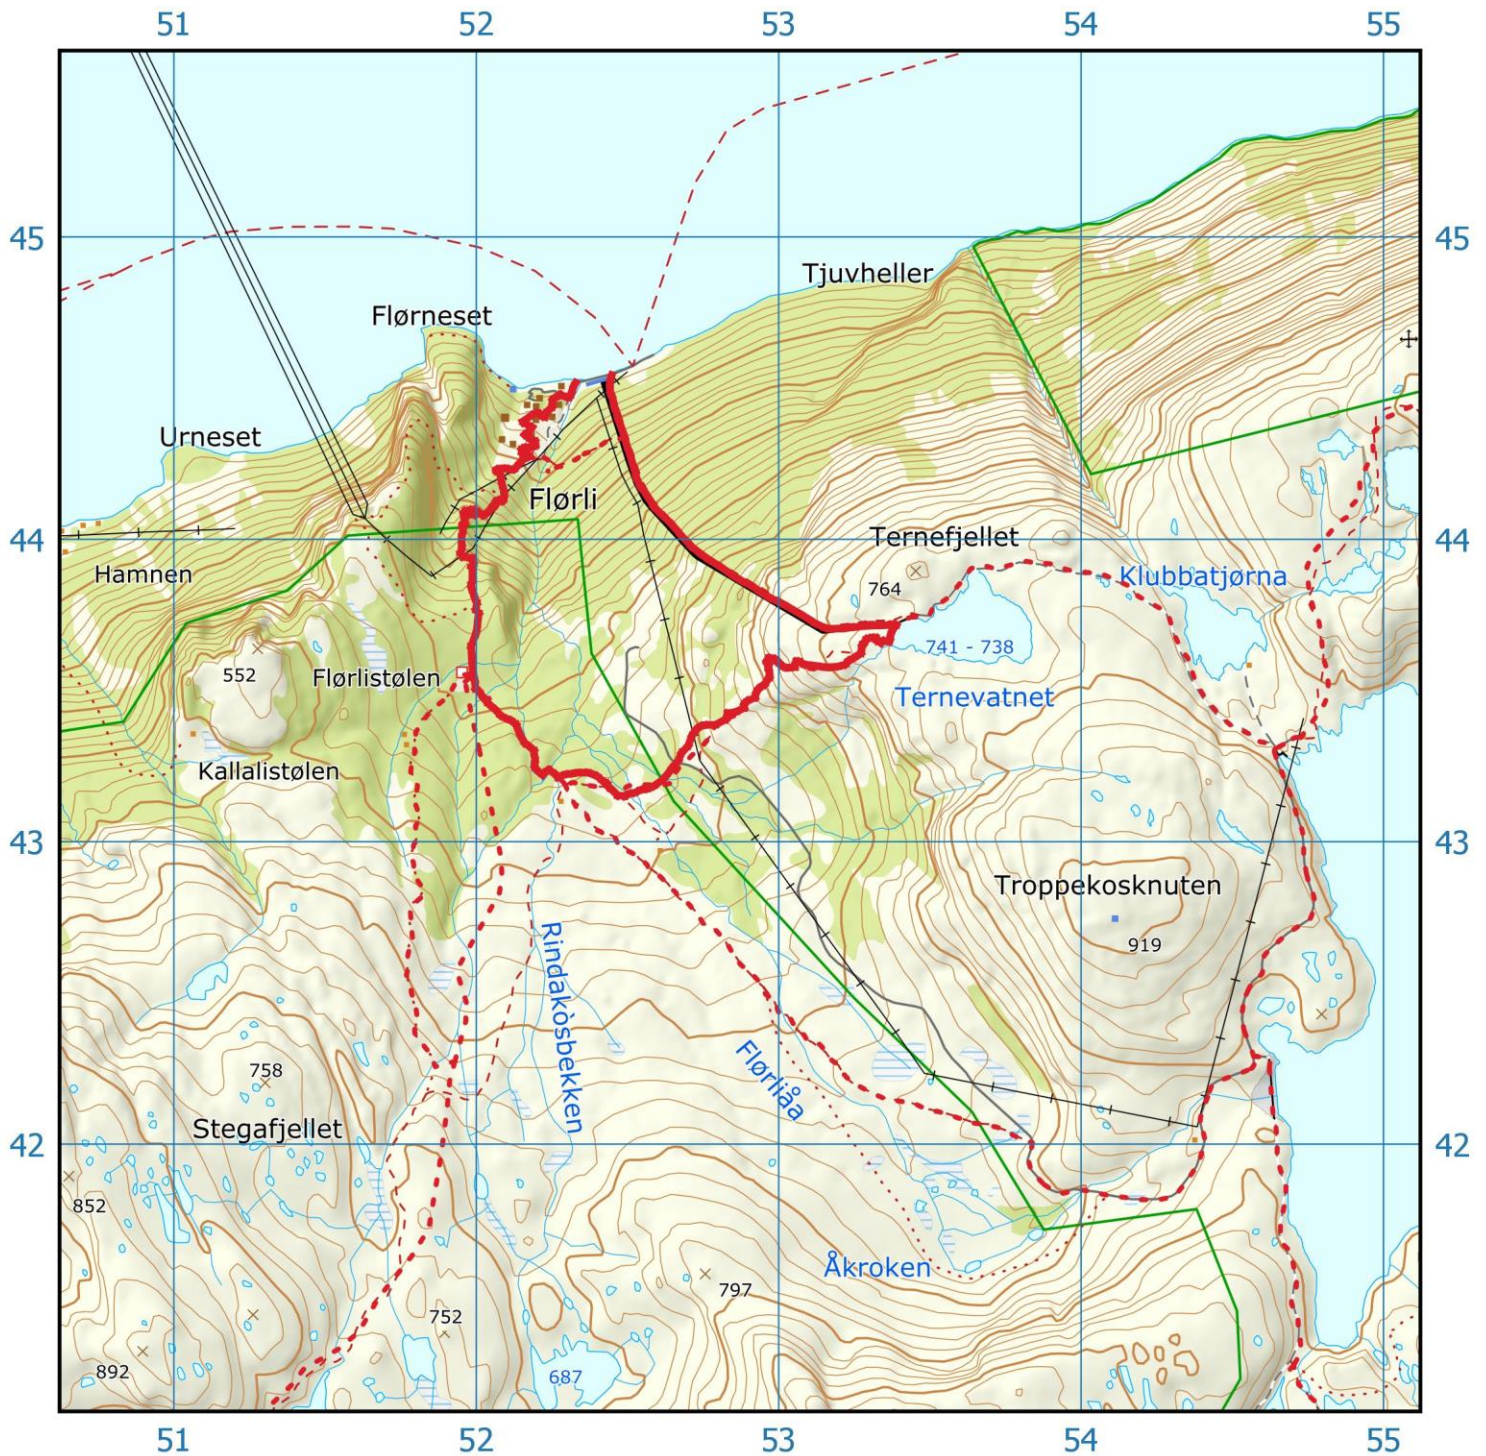 51 52 53 54 55
45 45
Tjuvheller
Flørneset
Urneset
Flørli
44 Ternefjellet 44
Hamnen 764 Klubbatjørna
741 - 738
552 Flørlistølen
Ternevatnet
Kallalistølen
43 43
Troppekosknuten
919
Rindakòsbekken
758 Flørliåa
Stegafjellet
42 42
852
Åkroken
797
752
892 687
51 52 53 54 55